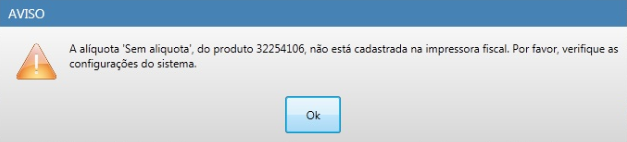 AVISO
A alíquota 'Sem aliquota', do produto 32254106, não está cadastrada na impressora fiscal. Por favor, verifique as
configurações do sistema.
Ok